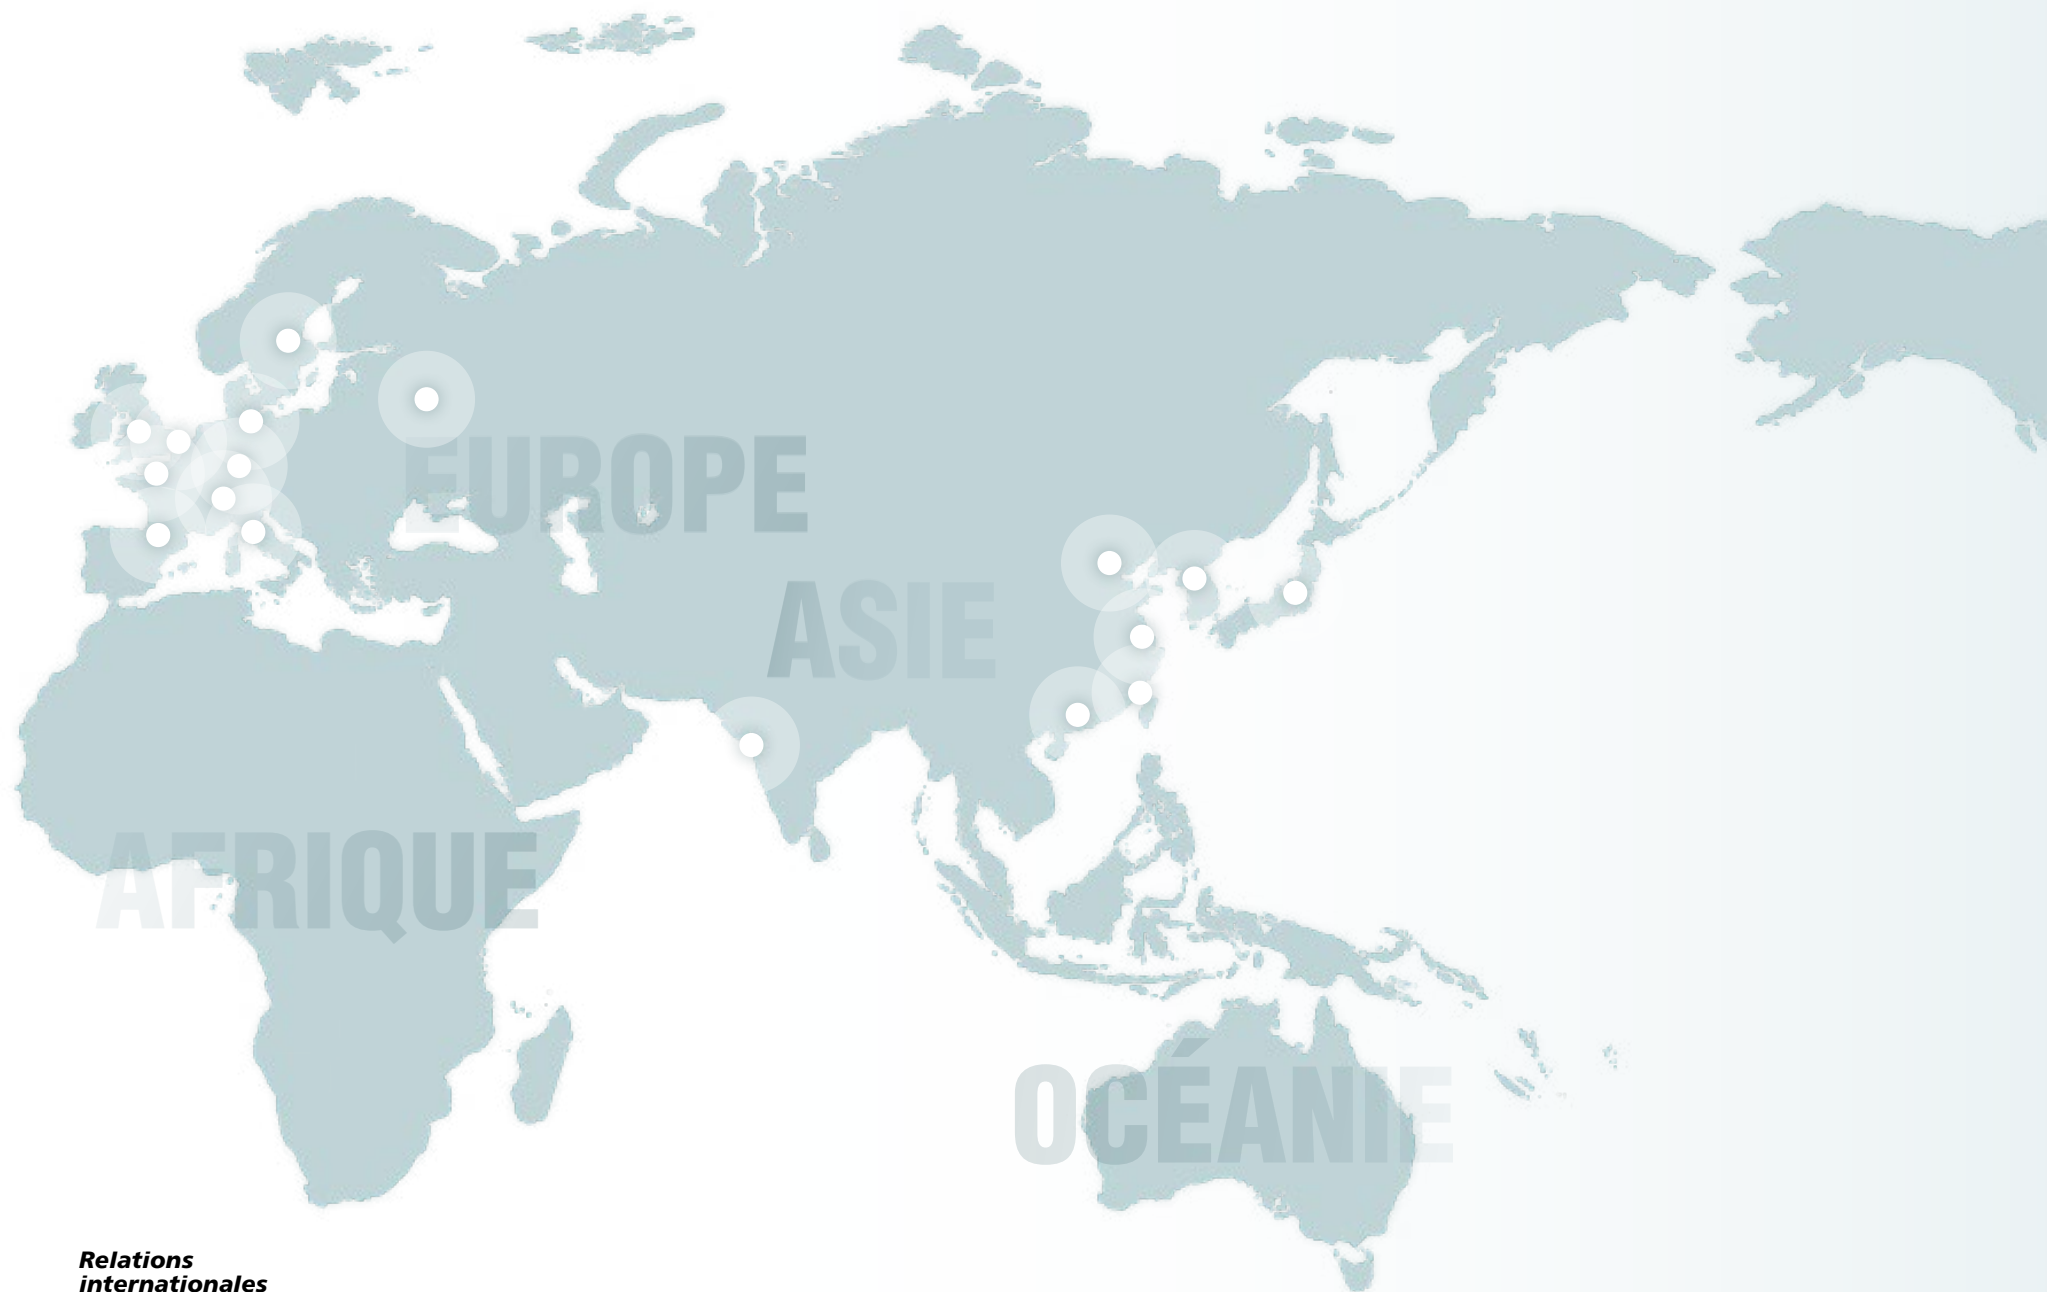 EUROPE
ASIE
AFRIQUE
OCÉANIE
Relations
internationales